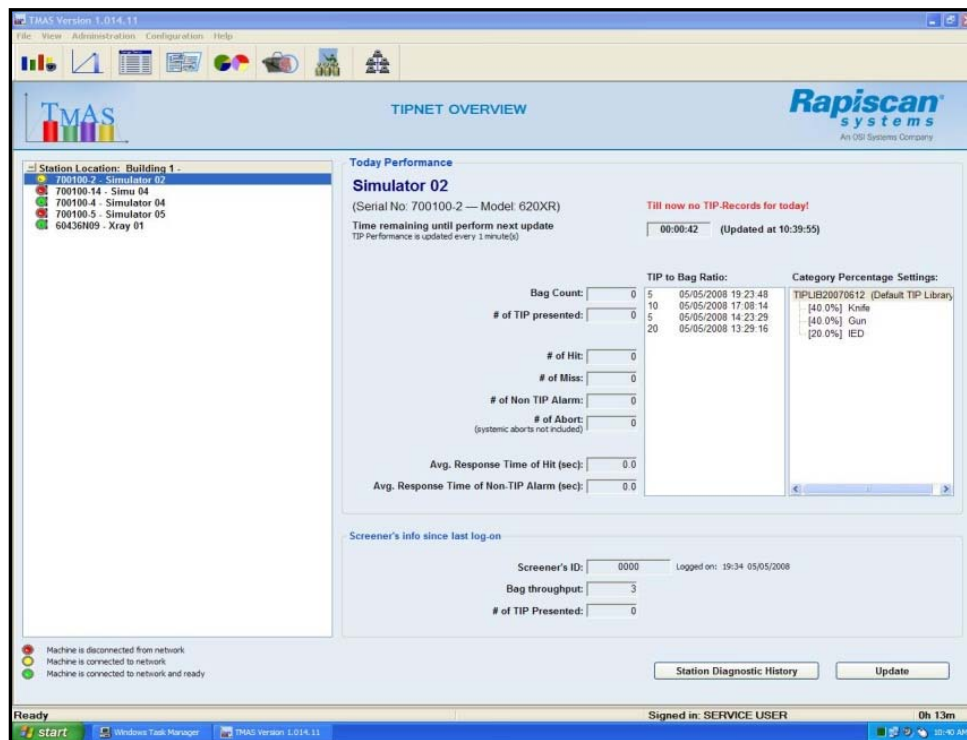 TMAS Version 1.014.11
File View Administration Configuration Help
TMAS
TIPNET OVERVIEW
Rapiscan
systems
An OSI Systems Company
Station Location: Building 1 -
700100-2 - Simulator 02
700100-14 - Simu 04
700100-4 - Simulator 04
700100-5 - Simulator 05
60436N09 - Xray 01
Today Performance
Simulator 02
(Serial No: 700100-2 — Model: 620XR)
Till now no TIP-Records for today!
Time remaining until perform next update
TIP Performance is updated every 1 minute(s)
00:00:42 (Updated at 10:39:55)
Bag Count: 0
# of TIP presented: 0
# of Hit: 0
# of Miss: 0
# of Non TIP Alarm: 0
# of Abort: 0
(systemic aborts not included)
Avg. Response Time of Hit (sec): 0.0
Avg. Response Time of Non-TIP Alarm (sec): 0.0
TIP to Bag Ratio:
5 05/05/2008 19:23:48
10 05/05/2008 17:08:14
5 05/05/2008 14:23:29
20 05/05/2008 13:29:16
Category Percentage Settings:
TIPLIB20070612 (Default TIP Library
[40.0%] Knife
[40.0%] Gun
[20.0%] IED
Screener's info since last log-on
Screener's ID: 0000 Logged on: 19:34 05/05/2008
Bag throughput: 3
# of TIP Presented: 0
Machine is disconnected from network
Machine is connected to network
Machine is connected to network and ready
Station Diagnostic History
Update
Ready
Signed in: SERVICE USER
0h 13m
start
Windows Task Manager
TMAS Version 1.014.11
10:40 AM